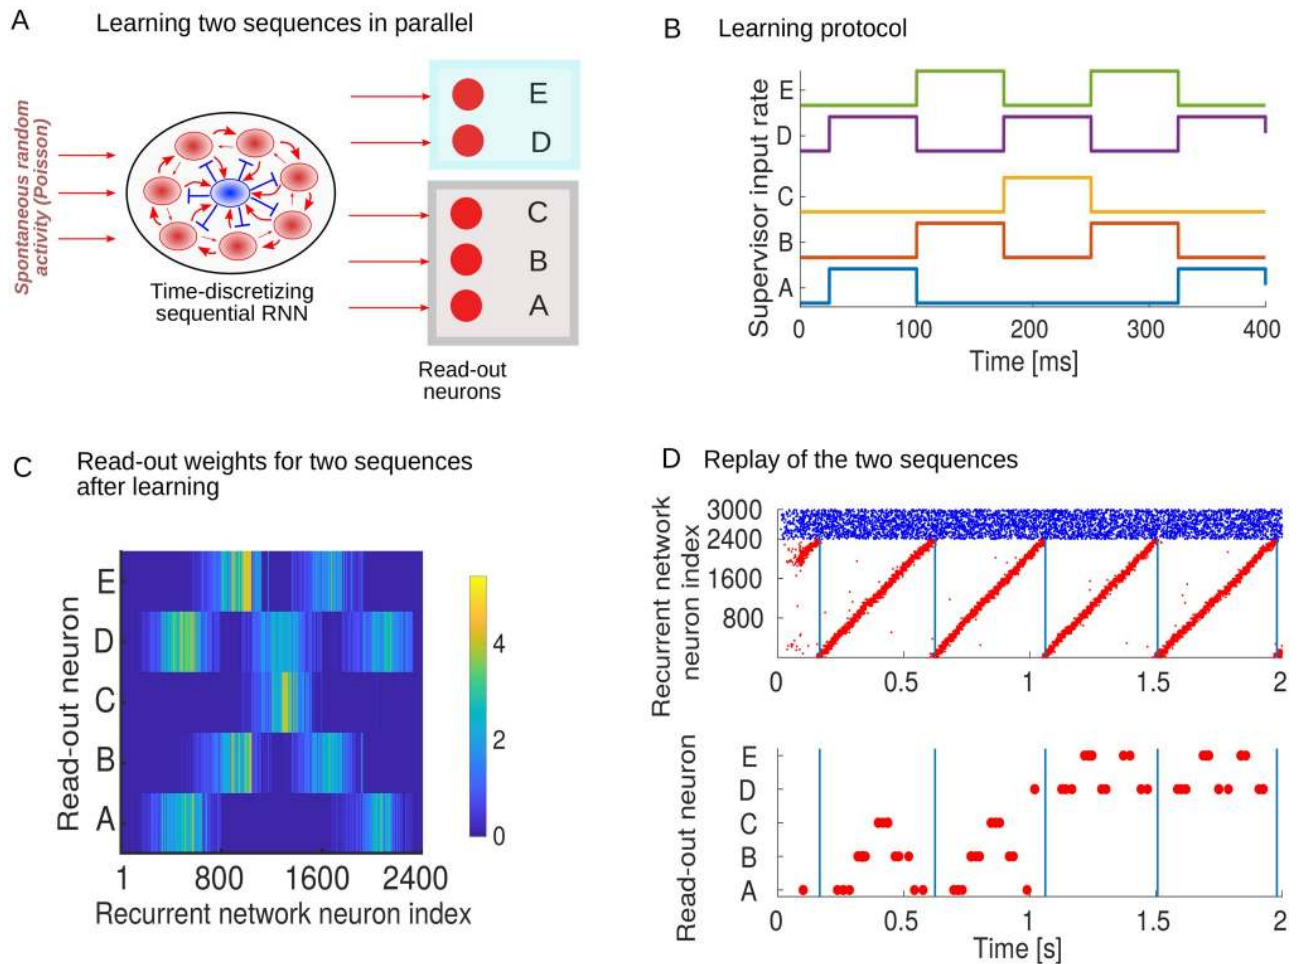 A
Learning two sequences in parallel
Spontaneous random
activity (Poisson)
Time-discretizing
sequential RNN
E
D
C
B
A
Read-out
neurons
B
Learning protocol
Supervisor input rate
E
D
C
B
A
0
100
200
300
400
Time [ms]
C
Read-out weights for two sequences
after learning
Read-out neuron
E
D
C
B
A
1
800
1600
2400
Recurrent network neuron index
4
2
0
D
Replay of the two sequences
Recurrent network
neuron index
3000
2400
1600
800
0
0.5
1
1.5
2
Read-out neuron
E
D
C
B
A
0
0.5
1
1.5
2
Time [s]